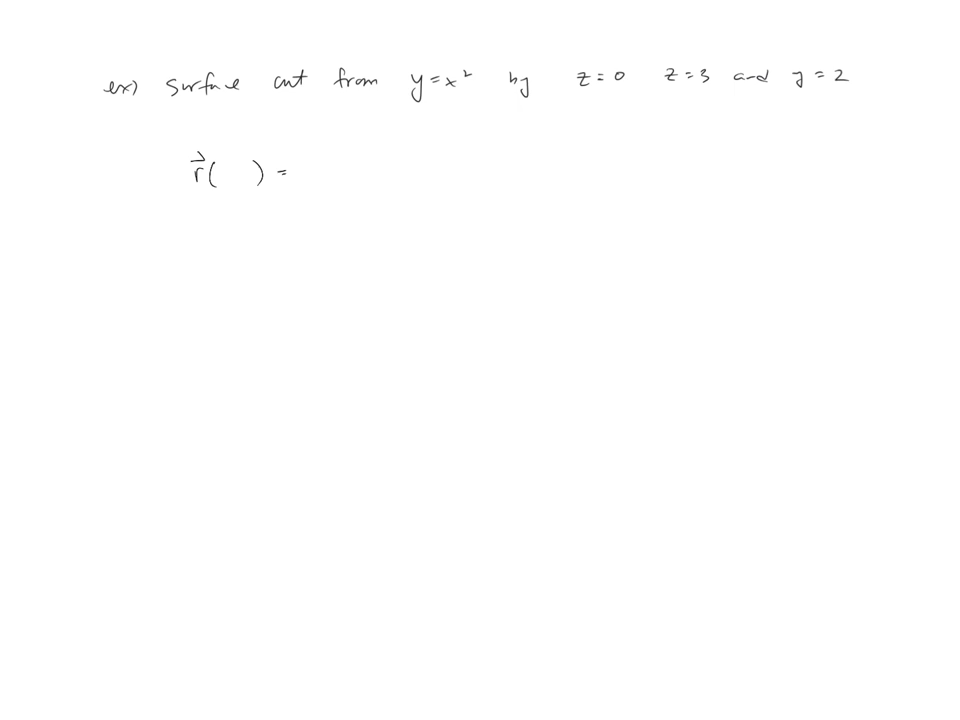 ex) surface cut from y = x² by z = 0 z = 3 and y = 2
r⃗( ) =